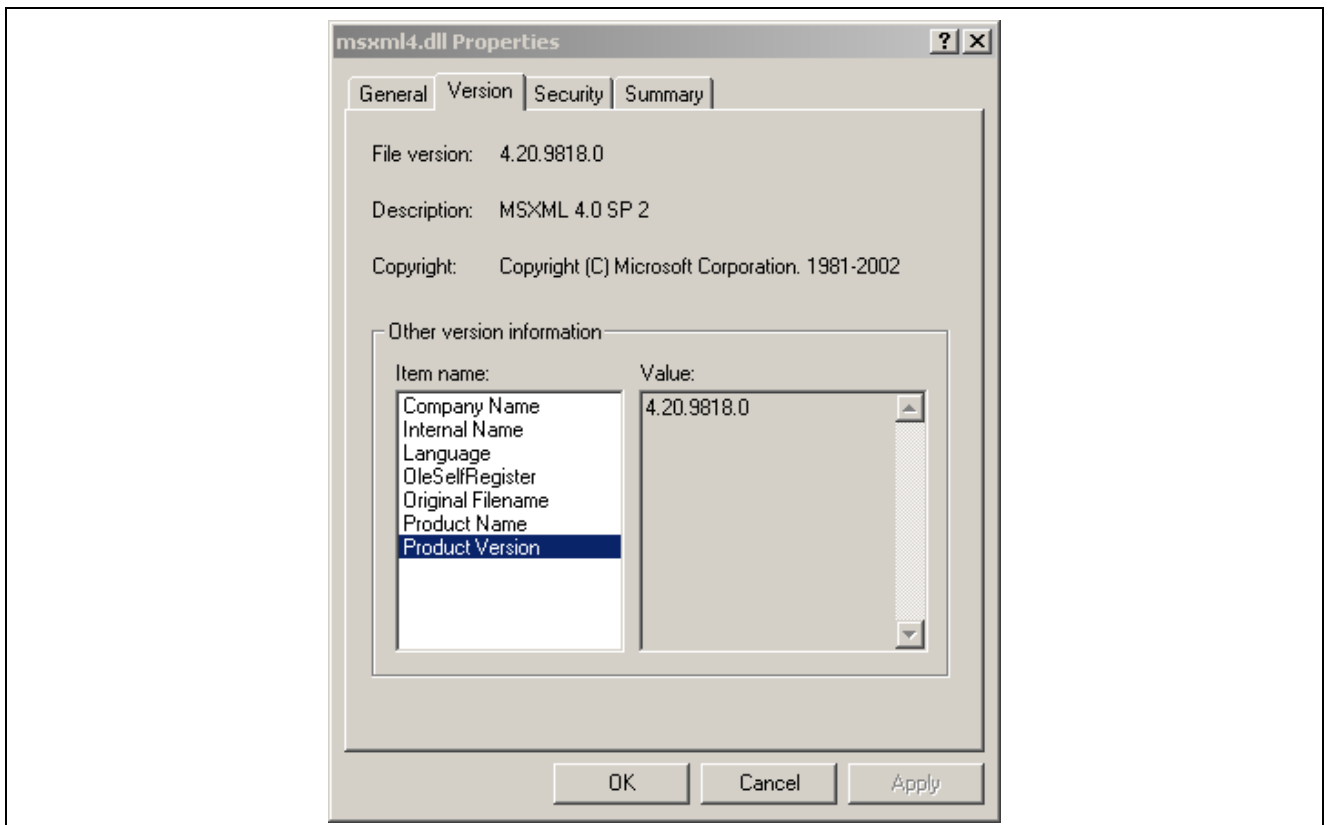 msxml4.dll Properties
General Version Security Summary
File version: 4.20.9818.0
Description: MSXML 4.0 SP 2
Copyright: Copyright (C) Microsoft Corporation. 1981-2002
Other version information
Item name: Value:
Company Name 4.20.9818.0
Internal Name
Language
OleSelfRegister
Original Filename
Product Name
Product Version
OK Cancel Apply